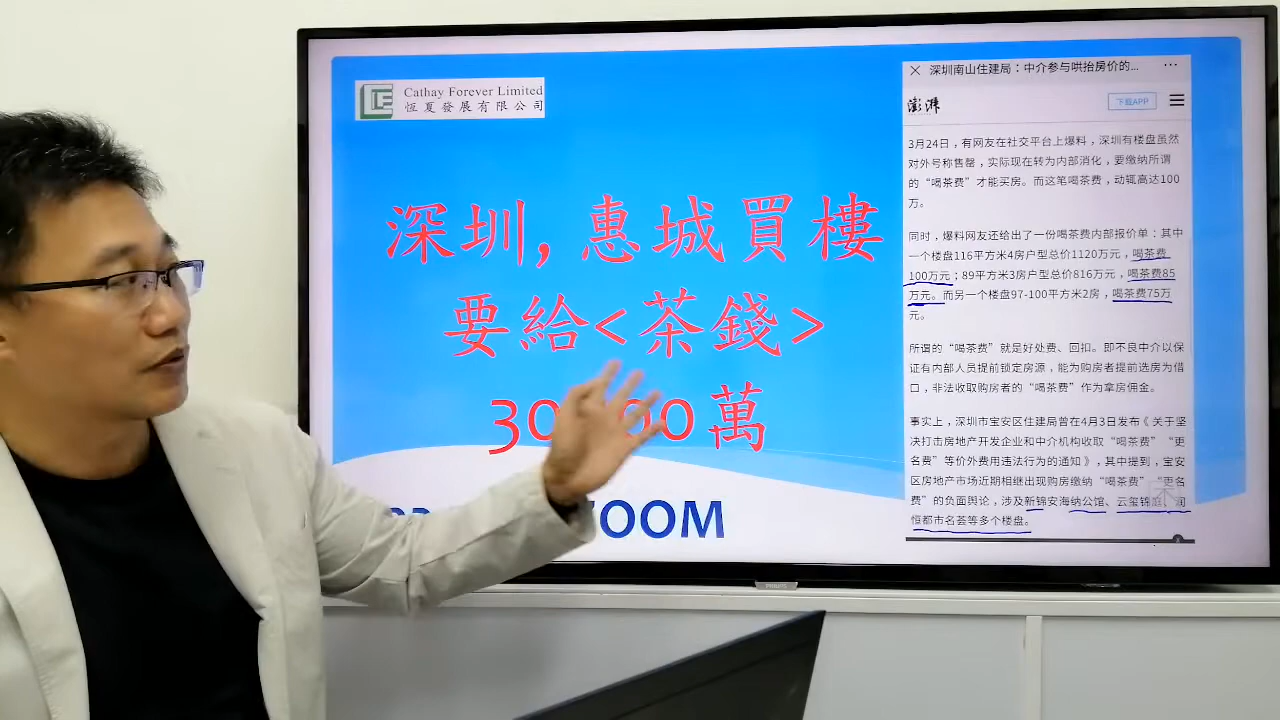 Cathay Forever Limited
恆夏發展有限公司
深圳,惠城買樓
要給<茶錢>
萬
ZOOM
深圳南山住建局：中介参与哄抬房价的...
澎湃
下载APP
3月24日，有网友在社交平台上爆料，深圳有楼盘虽然
对外号称售罄，实际现在转为内部消化，要缴纳所谓
的“喝茶费”才能买房。而这笔喝茶费，动辄高达100
万。
同时，爆料网友还给出了一份喝茶费内部报价单：其中
一个楼盘116平方米4房户型总价1120万元，喝茶费
100万元；89平方米3房户型总价816万元，喝茶费85
万元。而另一个楼盘97-100平方米2房，喝茶费75万
元。
所谓的“喝茶费”就是好处费、回扣。即不良中介以保
证有内部人员提前锁定房源，能为购房者提前选房为借
口，非法收取购房者的“喝茶费”作为拿房佣金。
事实上，深圳市宝安区住建局曾在4月3日发布《关于坚
决打击房地产开发企业和中介机构收取“喝茶费”“更
名费”等价外费用违法行为的通知》，其中提到，宝安
区房地产市场近期相继出现购房缴纳“喝茶费”“更名
费”的负面舆论，涉及有锦安海纳公馆、云玺锦庭、润
恒都市名荟等多个楼盘。
PHILIPS